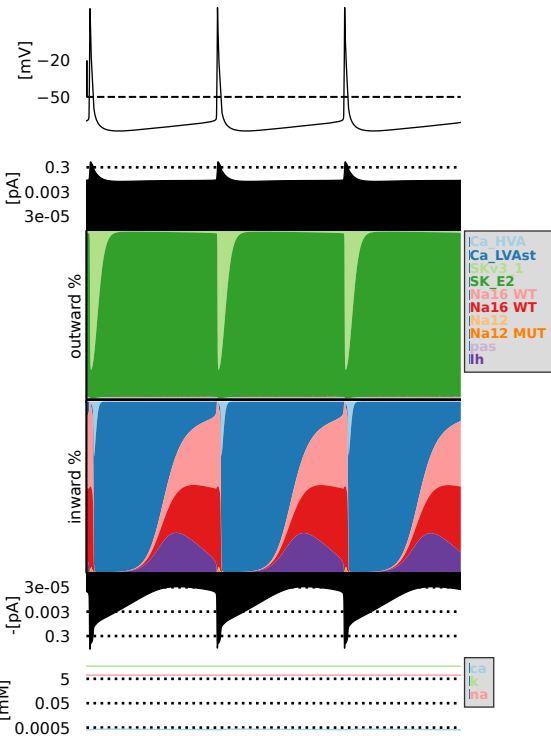 [mV]
−20
−50
[pA]
0.3
0.003
3e-05
outward %
Ca_HVA
Ca_LVAst
SKv3_1
SK_E2
Na16 WT
Na16 WT
Na12
Na12 MUT
pas
Ih
inward %
-[pA]
3e-05
0.003
0.3
[mM]
5
0.05
0.0005
ca
k
na